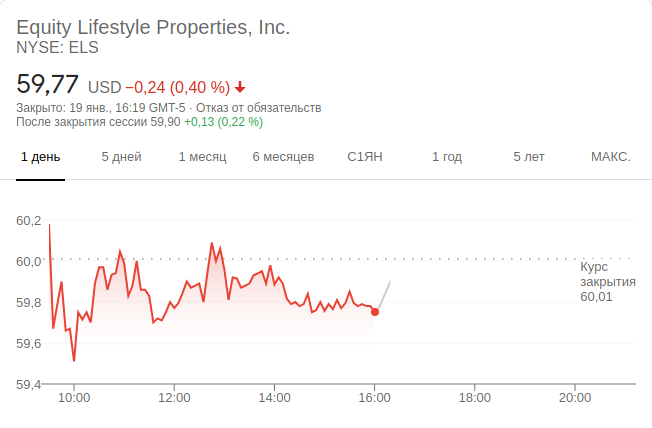 Equity Lifestyle Properties, Inc.
NYSE: ELS
59,77 USD −0,24 (0,40 %)
Закрыто: 19 янв., 16:19 GMT-5 · Отказ от обязательств
После закрытия сессии 59,90 +0,13 (0,22 %)
1 день 5 дней 1 месяц 6 месяцев С1ЯН 1 год 5 лет МАКС.
60,2
60,0
59,8
59,6
59,4
Курс
закрытия
60,01
10:00 12:00 14:00 16:00 18:00 20:00